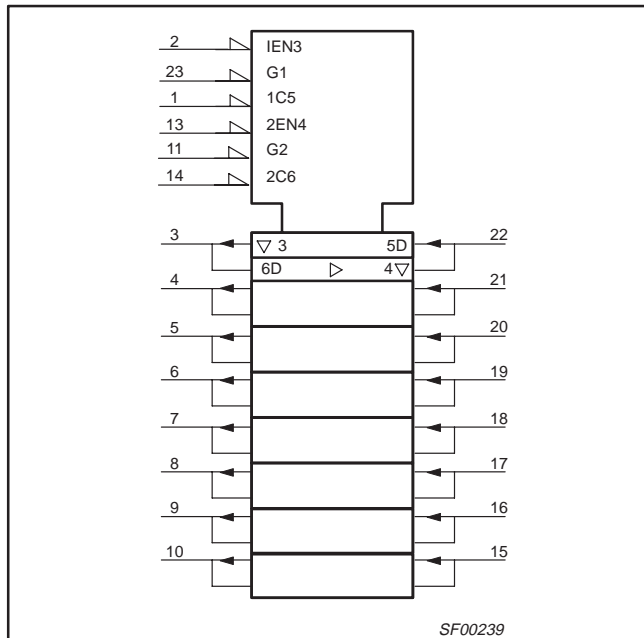 2 IEN3
23 G1
1 1C5
13 2EN4
11 G2
14 2C6
3 ▽ 3 5D 22
6D ▷ 4▽
4 21
5 20
6 19
7 18
8 17
9 16
10 15
SF00239